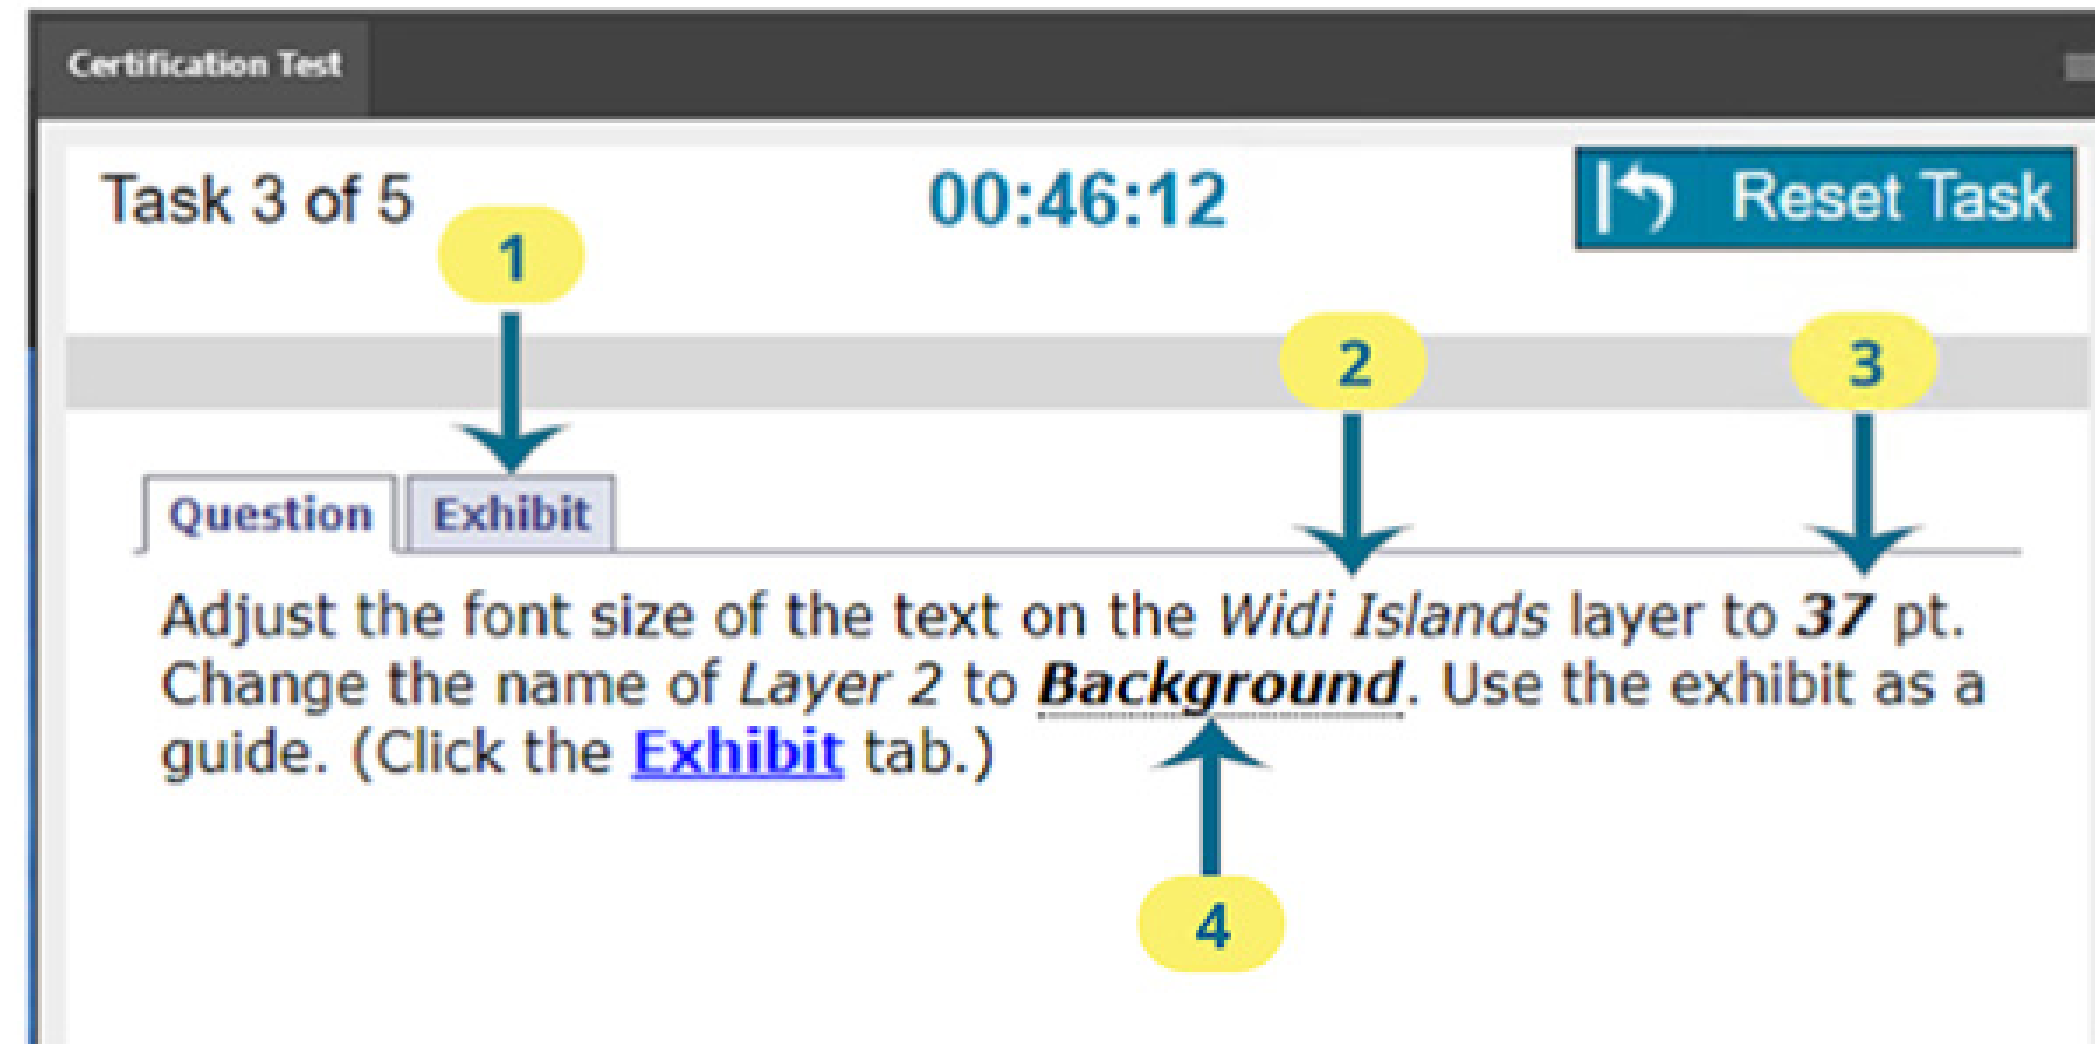 Certification Test
Task 3 of 5 00:46:12 Reset Task
1
2 3
Question Exhibit
Adjust the font size of the text on the Widi Islands layer to 37 pt.
Change the name of Layer 2 to Background. Use the exhibit as a
guide. (Click the Exhibit tab.)
4